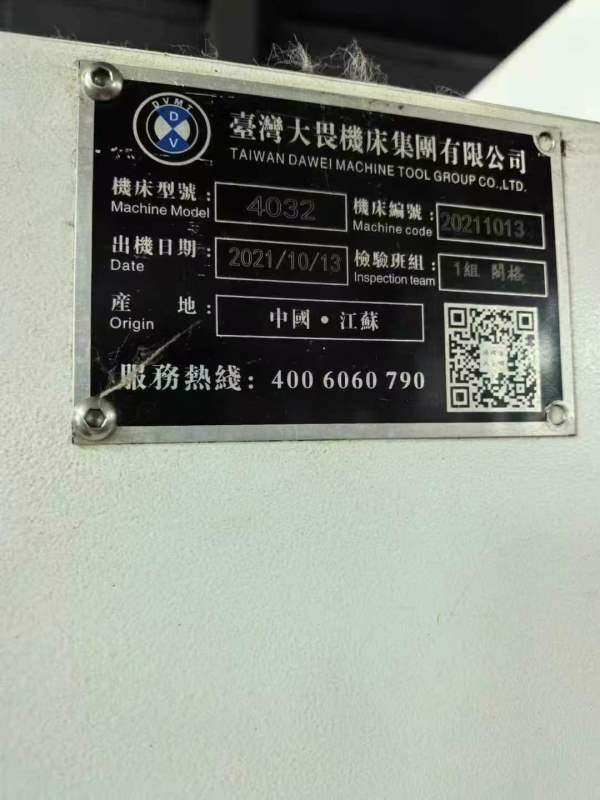 DVMT
D
V
臺灣大畏機床集團有限公司
TAIWAN DAWEI MACHINE TOOL GROUP CO.,LTD.
機床型號：
Machine Model
4032
機床編號：
Machine code
20211013
出機日期：
Date
2021/10/13
檢驗班組：
Inspection team
1組
產 地：
Origin
中國·江蘇
服務熱綫：400 6060 790